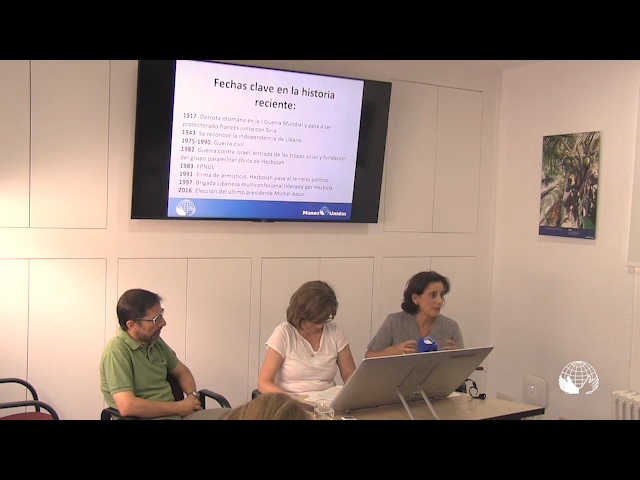 Fechas clave en la historia
reciente:
1917: Derrota otomana en la I Guerra Mundial y pasa a ser
protectorado francés junto con Siria
1943: Se reconoce la independencia de Líbano
1975-1990: Guerra civil
1982: Guerra contra Israel, entrada de las tropas sirias y fundación
del grupo paramilitar chiíta de Hezbolah
1983: FPNUL
1991: Firma de armisticio: Hezbolah pasa al terreno político
1997: Brigada Libanesa multiconfesional liderada por Hezbolá
2016: Elección del último presidente Michel Aoun
Manos Unidas